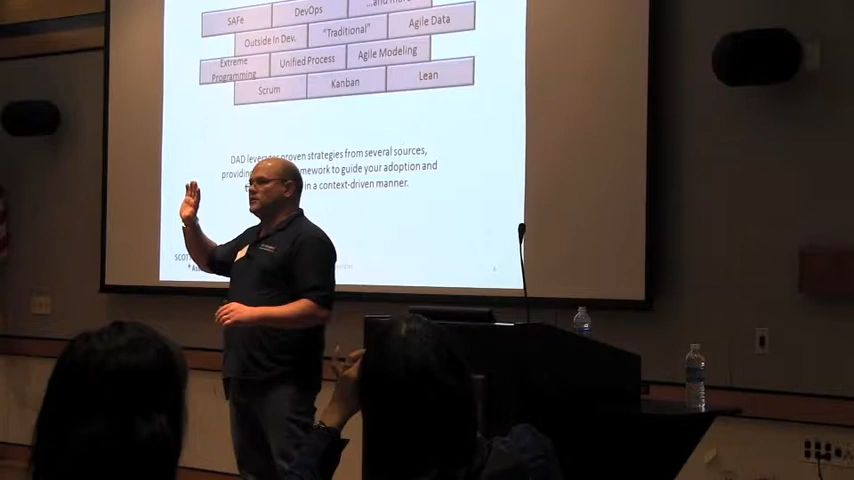 ...and more
SAFe DevOps
Agile Data
Outside In Dev. "Traditional"
Extreme Programming Unified Process Agile Modeling
Scrum Kanban Lean
DAD leverages proven strategies from several sources,
framework to guide your adoption and
in a context-driven manner.
SCOTT